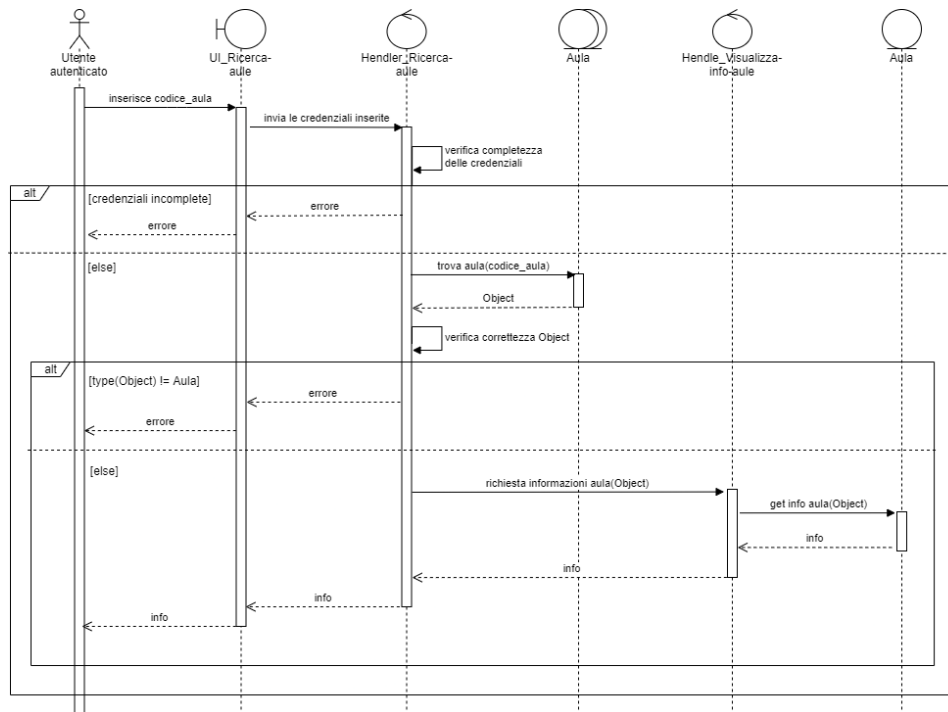 Utente
autenticato
UI_Ricerca-
aule
Hendler_Ricerca-
aule
Aula
Hendle_Visualizza-
info-aule
Aula
inserisce codice_aula
invia le credenziali inserite
verifica completezza
delle credenziali
alt
[credenziali incomplete]
errore
errore
[else]
trova aula(codice_aula)
Object
verifica correttezza Object
alt
[type(Object) != Aula]
errore
errore
[else]
richiesta informazioni aula(Object)
get info aula(Object)
info
info
info
info